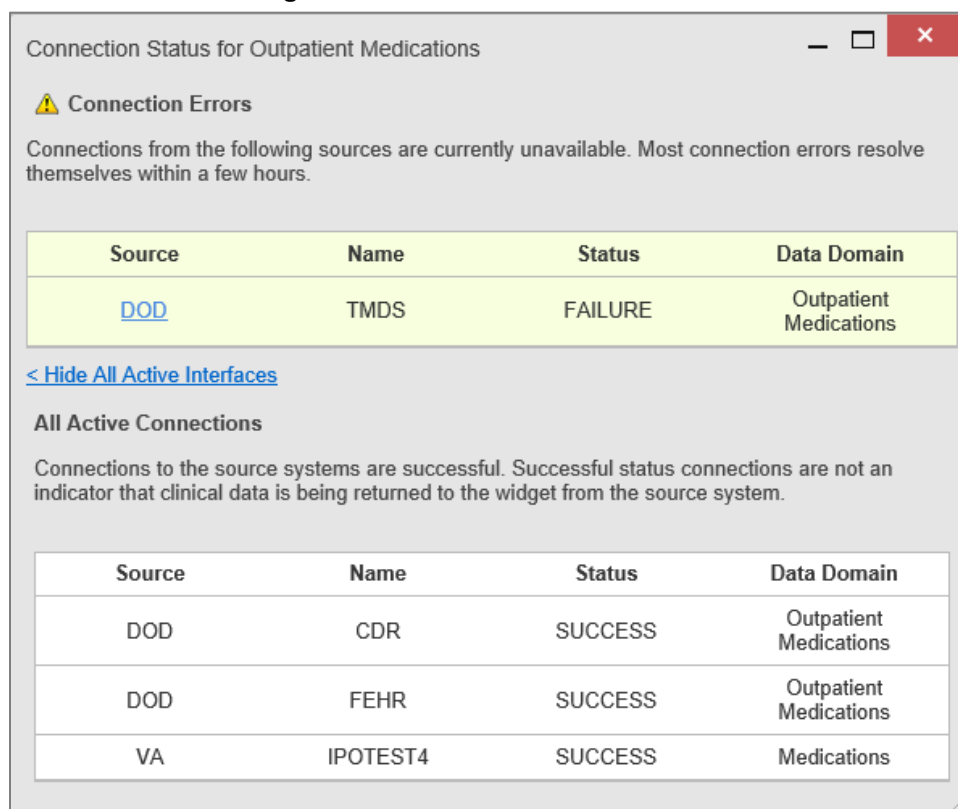 Connection Status for Outpatient Medications
Connection Errors
Connections from the following sources are currently unavailable. Most connection errors resolve
themselves within a few hours.
Source Name Status Data Domain
DOD TMDS FAILURE Outpatient
Medications
< Hide All Active Interfaces
All Active Connections
Connections to the source systems are successful. Successful status connections are not an
indicator that clinical data is being returned to the widget from the source system.
Source Name Status Data Domain
DOD CDR SUCCESS Outpatient
Medications
DOD FEHR SUCCESS Outpatient
Medications
VA IPOTEST4 SUCCESS Medications